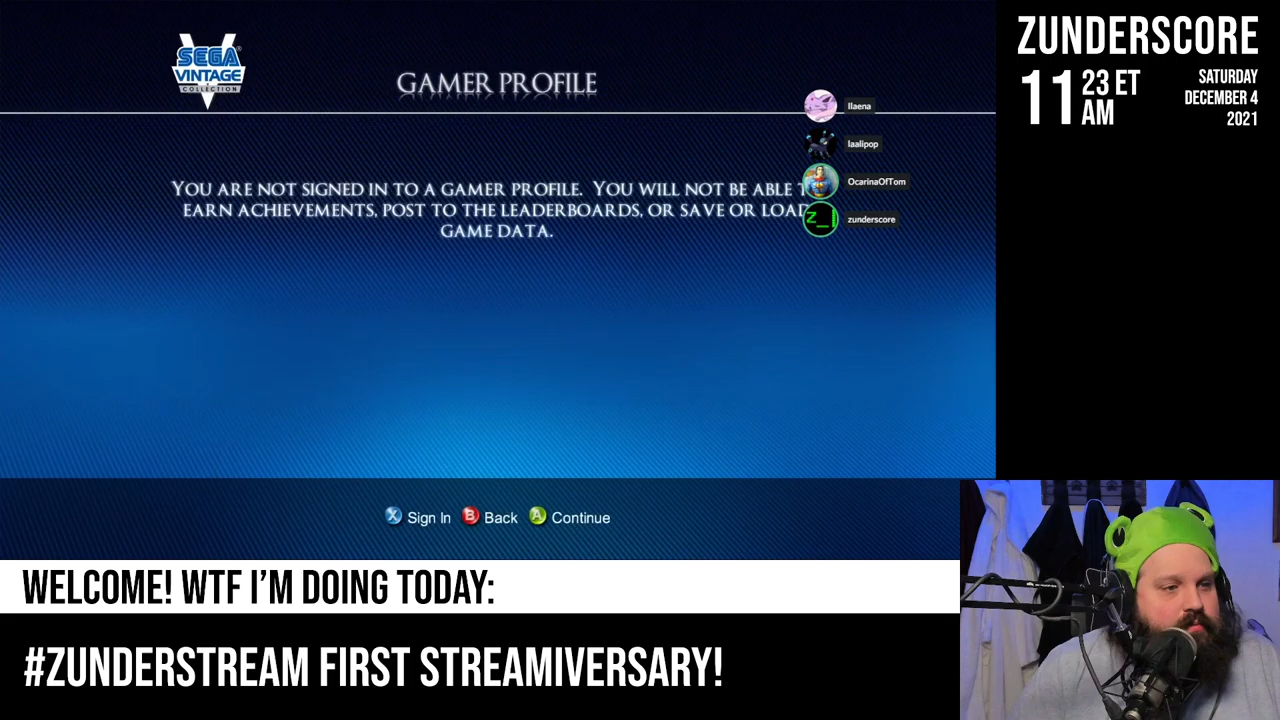 SEGA
VINTAGE
COLLECTION
GAMER PROFILE
YOU ARE NOT SIGNED IN TO A GAMER PROFILE. YOU WILL NOT BE ABLE T
EARN ACHIEVEMENTS, POST TO THE LEADERBOARDS, OR SAVE OR LOAD
GAME DATA.
Ilaena
laalipop
OcarinaOfTom
z_
zunderscore
X Sign In B Back A Continue
ZUNDERSCORE
11 23 ET
AM
SATURDAY
DECEMBER 4
2021
WELCOME! WTF I'M DOING TODAY:
#ZUNDERSTREAM FIRST STREAMIVERSARY!